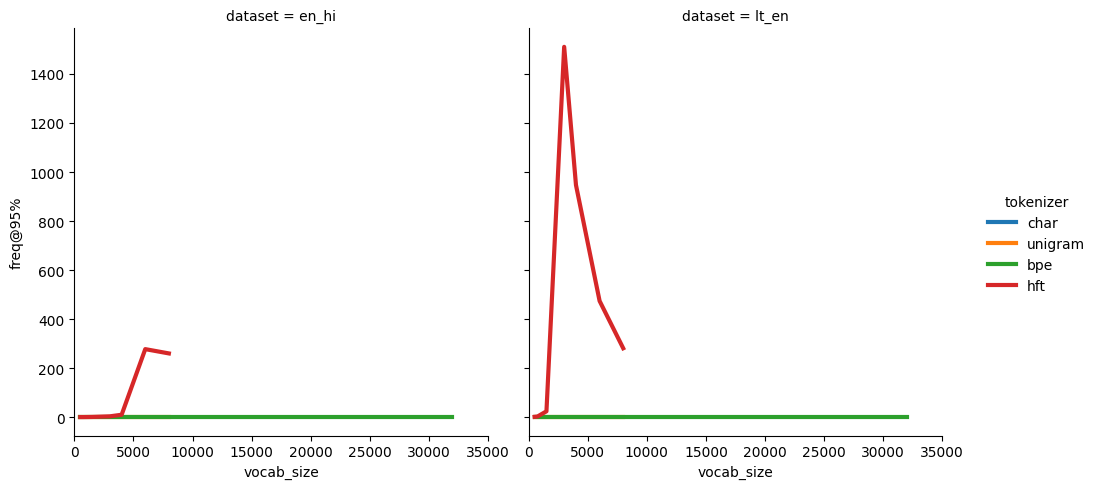 dataset = en_hi
dataset = lt_en
freq@95%
1400
1200
1000
800
600
400
200
0
0 5000 10000 15000 20000 25000 30000 35000
vocab_size
0 5000 10000 15000 20000 25000 30000 35000
vocab_size
tokenizer
char
unigram
bpe
hft